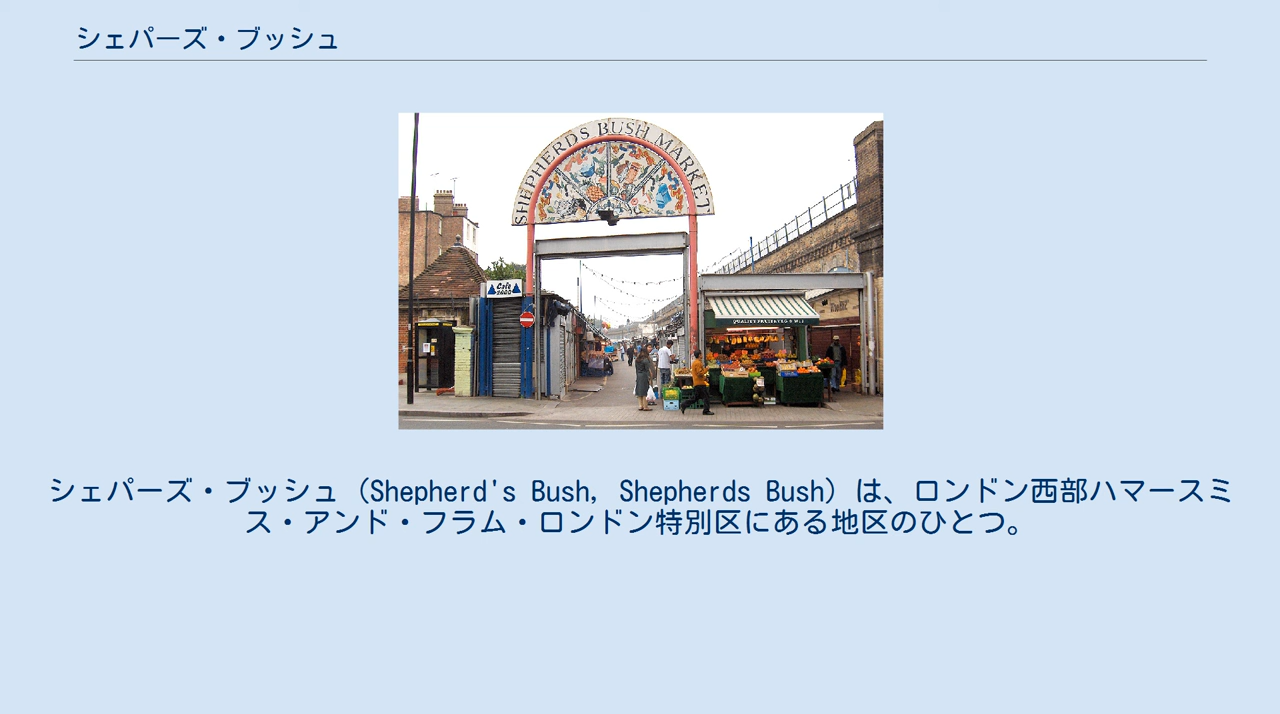 シェパーズ・ブッシュ
SHEPHERDS BUSH MARKET
Cafe
QUALITY
シェパーズ・ブッシュ（Shepherd's Bush, Shepherds Bush）は、ロンドン西部ハマースミ
ス・アンド・フラム・ロンドン特別区にある地区のひとつ。